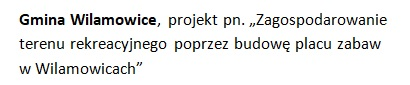 Gmina Wilamowice, projekt pn. „Zagospodarowanie
terenu rekreacyjnego poprzez budowę placu zabaw
w Wilamowicach”